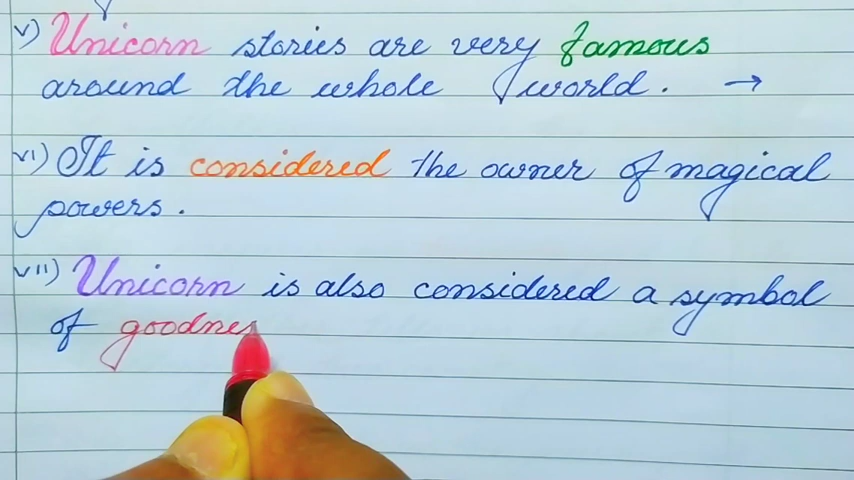 v) Unicorn stories are very famous
around the whole world. →
vi) It is considered the owner of magical
powers.
vii) Unicorn is also considered a symbol
of goodnes